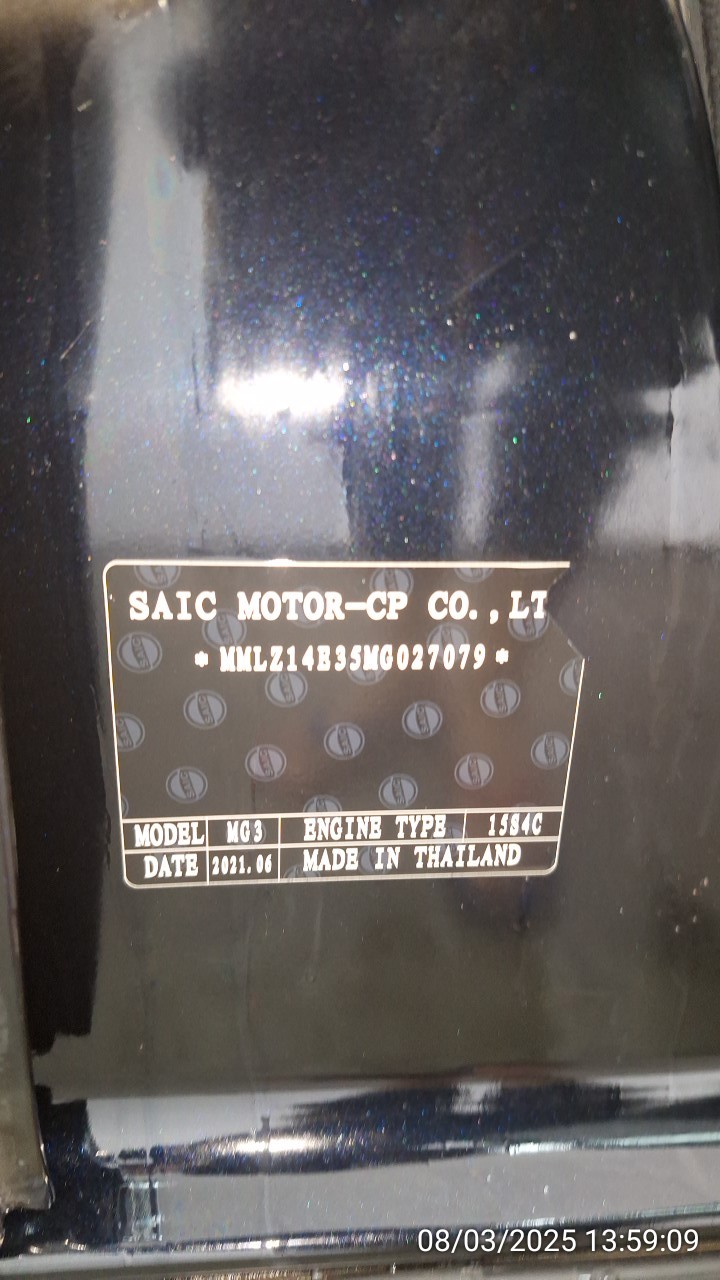 SAIC MOTOR-CP CO.,LT
* MMLZ14B35MG027079 *
MODEL MG3 ENGINE TYPE 15S4C
DATE 2021.06 MADE IN THAILAND
08/03/2025 13:59:09